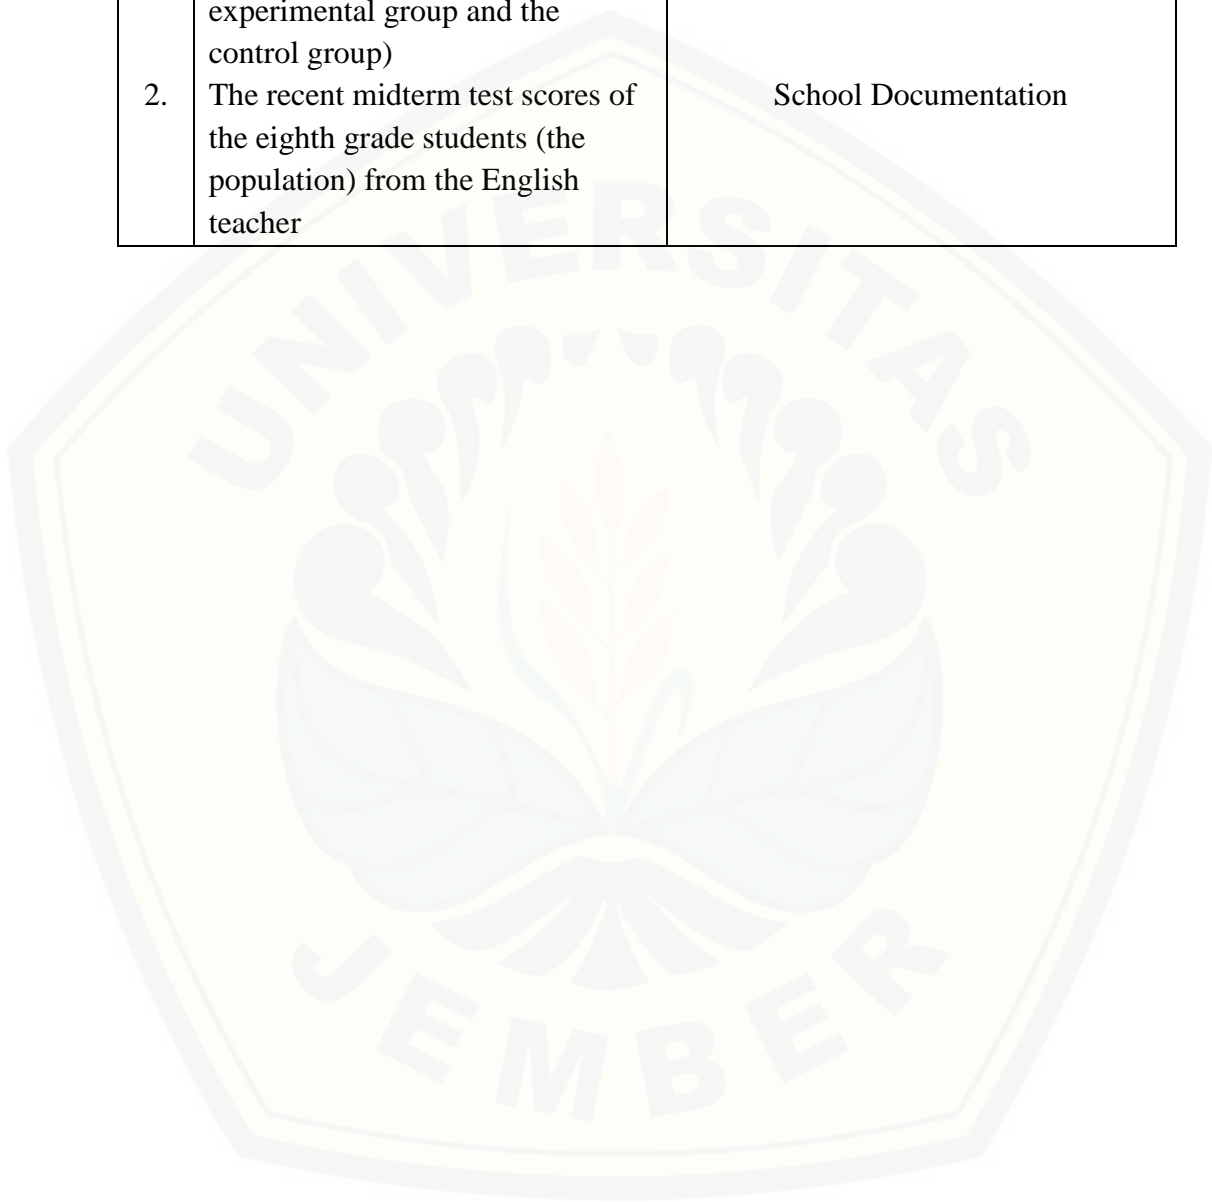 experimental group and the
control group)
2. The recent midterm test scores of School Documentation
the eighth grade students (the
population) from the English
teacher
UNIVERSITAS
JEMBER